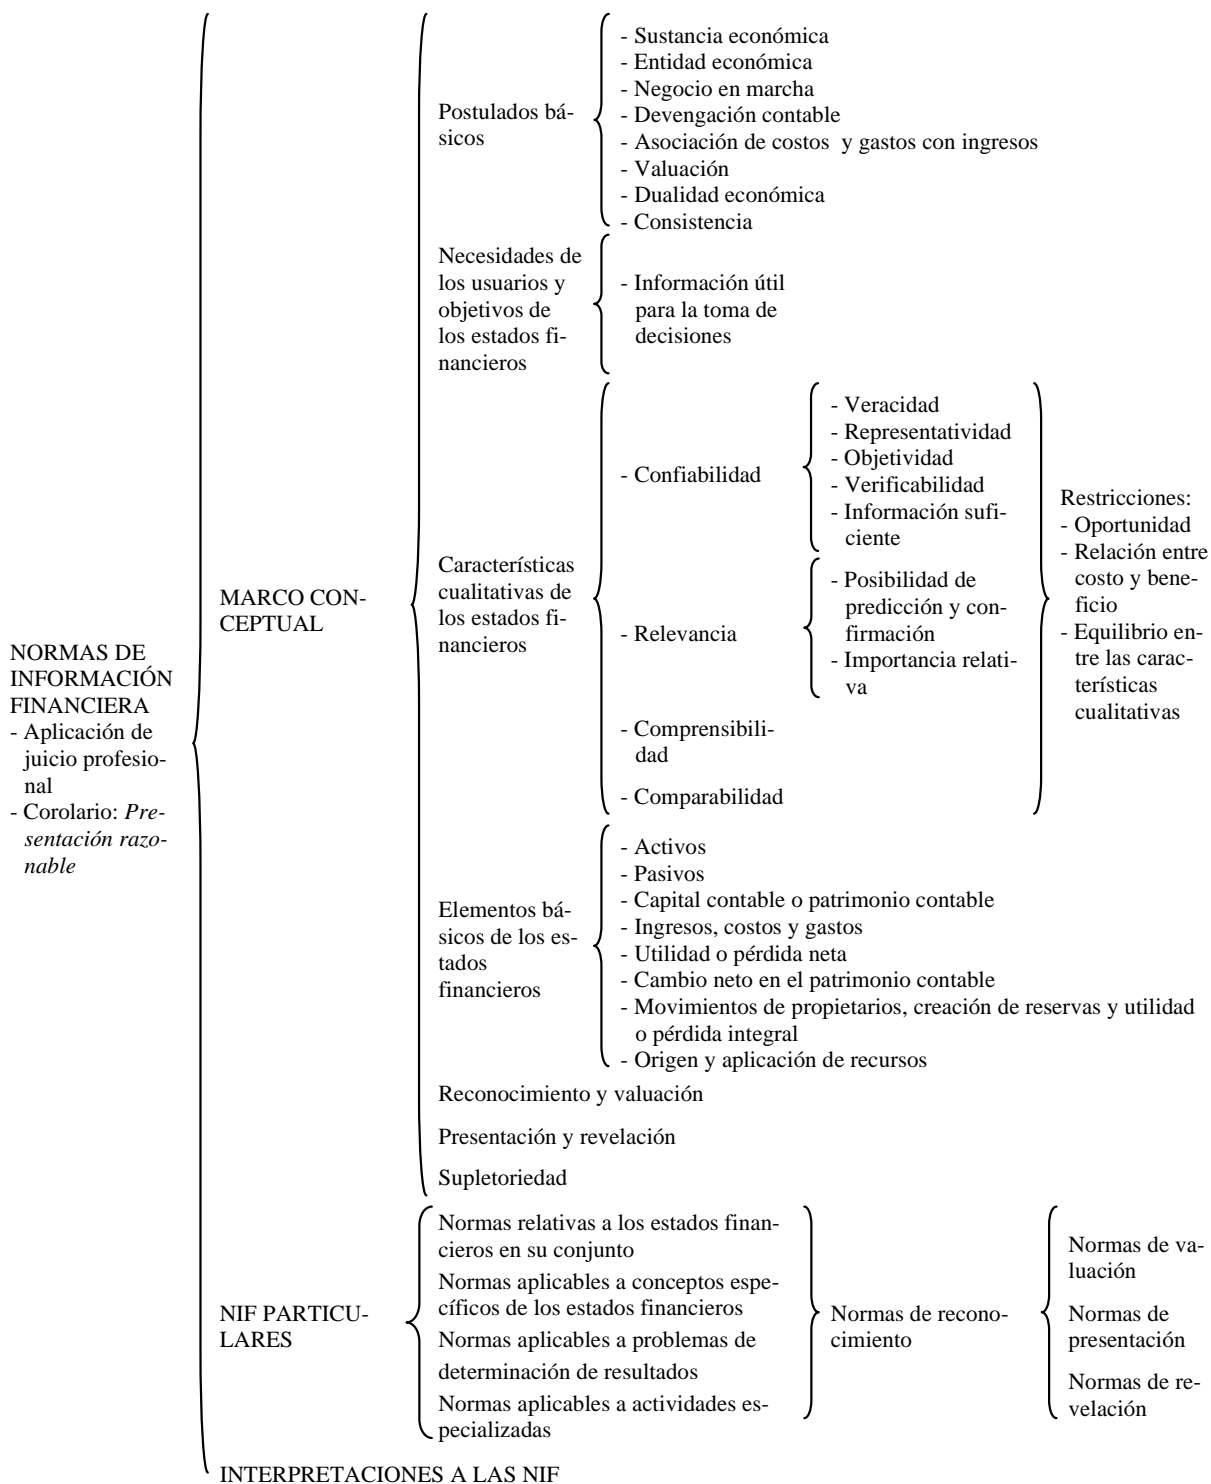 NORMAS DE
INFORMACIÓN
FINANCIERA
- Aplicación de
juicio profesio-
nal
- Corolario: Pre-
sentación razo-
nable
MARCO CON-
CEPTUAL
Postulados bá-
sicos
- Sustancia económica
- Entidad económica
- Negocio en marcha
- Devengación contable
- Asociación de costos y gastos con ingresos
- Valuación
- Dualidad económica
- Consistencia
Necesidades de
los usuarios y
objetivos de
los estados fi-
nancieros
- Información útil
para la toma de
decisiones
Características
cualitativas de
los estados fi-
nancieros
- Confiabilidad
- Veracidad
- Representatividad
- Objetividad
- Verificabilidad
- Información sufi-
ciente
- Relevancia
- Posibilidad de
predicción y con-
firmación
- Importancia relati-
va
- Comprensibili-
dad
- Comparabilidad
Restricciones:
- Oportunidad
- Relación entre
costo y bene-
ficio
- Equilibrio en-
tre las carac-
terísticas
cualitativas
Elementos bá-
sicos de los es-
tados
financieros
- Activos
- Pasivos
- Capital contable o patrimonio contable
- Ingresos, costos y gastos
- Utilidad o pérdida neta
- Cambio neto en el patrimonio contable
- Movimientos de propietarios, creación de reservas y utilidad
o pérdida integral
- Origen y aplicación de recursos
Reconocimiento y valuación
Presentación y revelación
Supletoriedad
NIF PARTICU-
LARES
Normas relativas a los estados finan-
cieros en su conjunto
Normas aplicables a conceptos espe-
cíficos de los estados financieros
Normas aplicables a problemas de
determinación de resultados
Normas aplicables a actividades es-
pecializadas
Normas de recono-
cimiento
Normas de va-
luación
Normas de
presentación
Normas de re-
velación
INTERPRETACIONES A LAS NIF